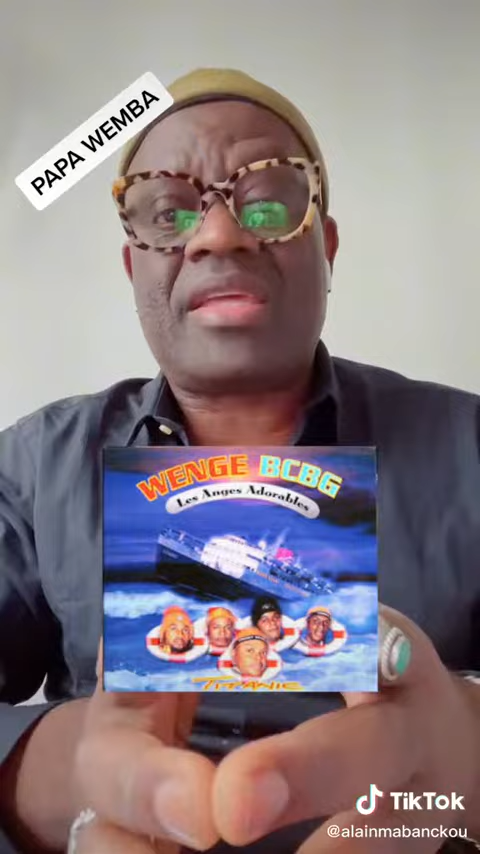 PAPA WEMBA
WENGE BCBG
Les Anges Adorables
TITANIC
TikTok
@alainmabanckou